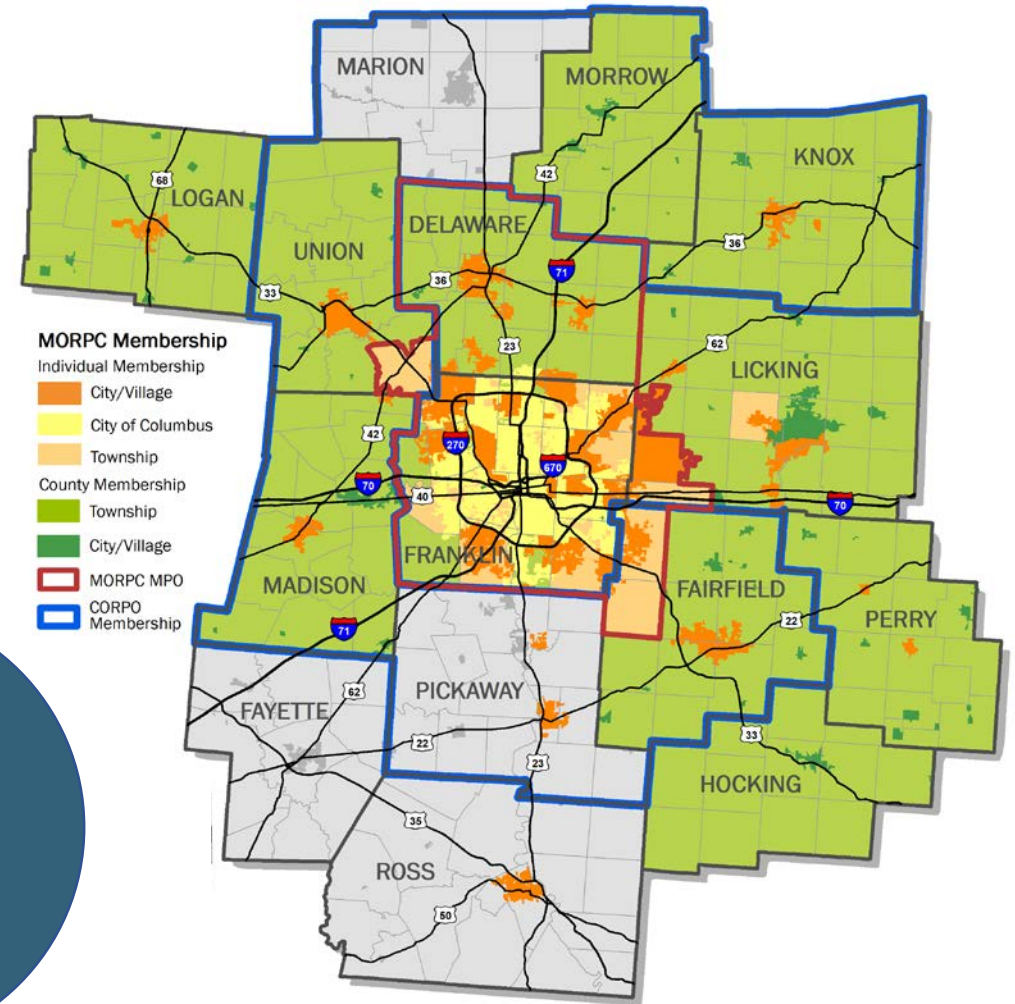 MARION
MORROW
KNOX
68
LOGAN
42
DELAWARE
UNION
36
71
36
33
23
62
LICKING
MORPC Membership
Individual Membership
City/Village
City of Columbus
Township
County Membership
Township
City/Village
MORPC MPO
CORPO
Membership
42
270
670
70
40
70
FRANKLIN
MADISON
FAIRFIELD
22
PERRY
71
62
PICKAWAY
FAYETTE
22
23
33
HOCKING
35
ROSS
50